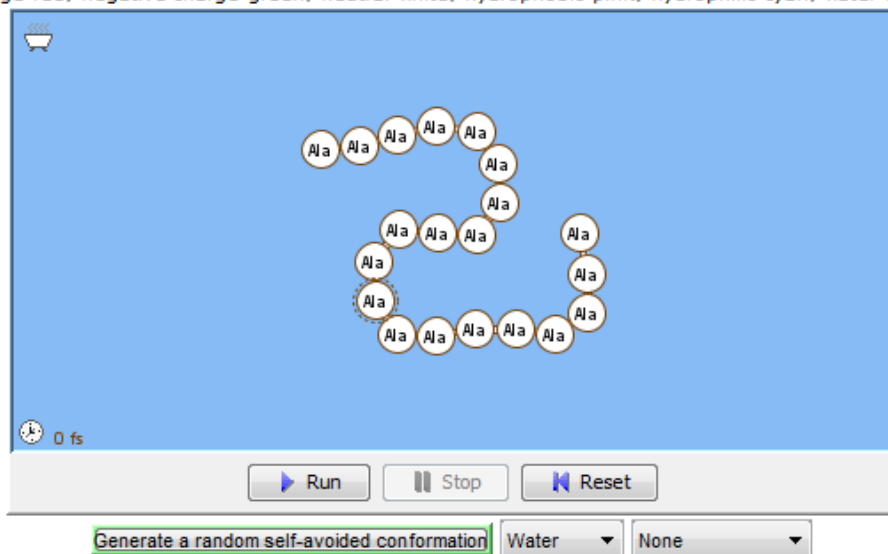 Ala Ala Ala Ala Ala
Ala
Ala
Ala Ala Ala Ala
Ala Ala
Ala Ala
Ala Ala Ala Ala Ala
0 fs
Run Stop Reset
Generate a random self-avoided conformation Water None